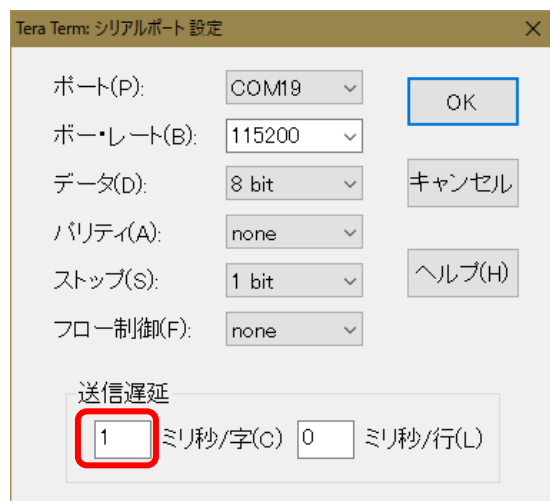 Tera Term: シリアルポート 設定
ポート(P): COM19
OK
ボー・レート(B): 115200
データ(D): 8 bit
キャンセル
パリティ(A): none
ストップ(S): 1 bit
ヘルプ(H)
フロー制御(F): none
送信遅延
1 ミリ秒/字(C) 0 ミリ秒/行(L)